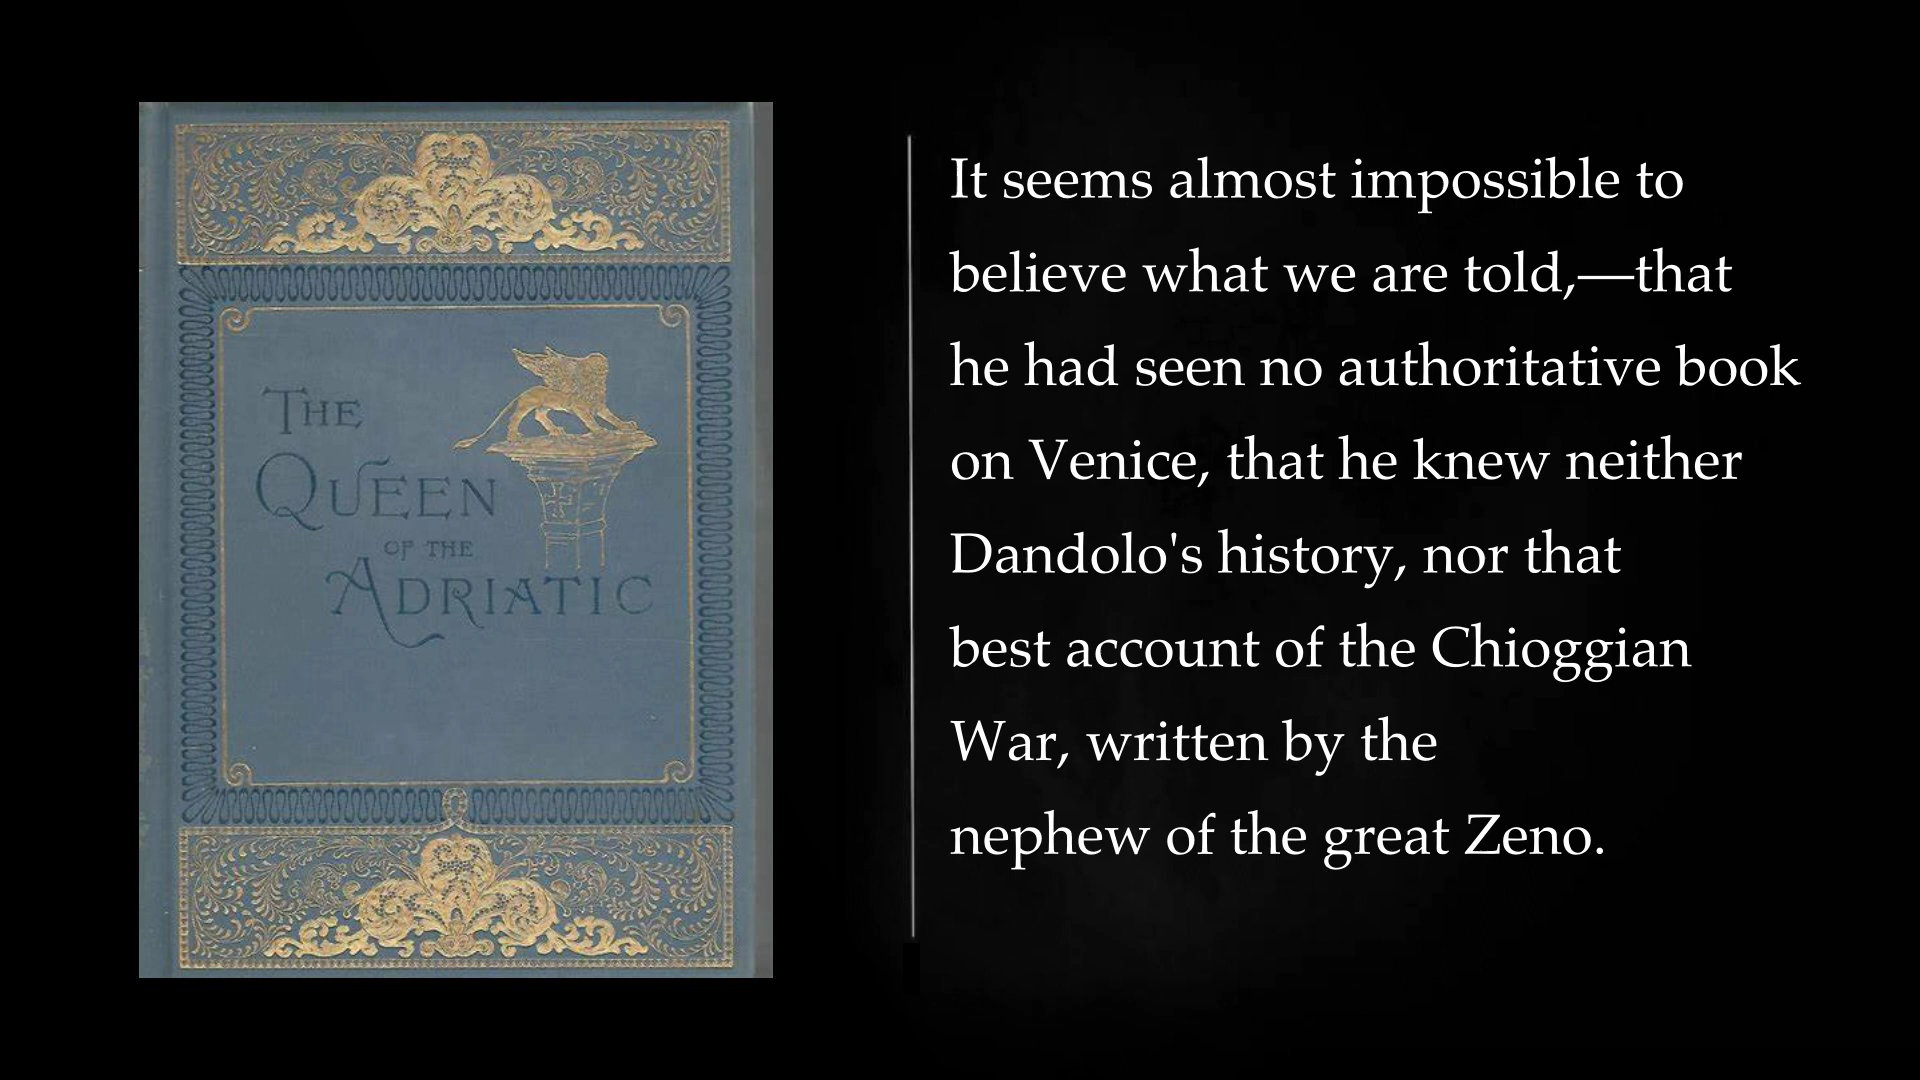 The
Queen
of the
Adriatic
It seems almost impossible to
believe what we are told,—that
he had seen no authoritative book
on Venice, that he knew neither
Dandolo's history, nor that
best account of the Chioggian
War, written by the
nephew of the great Zeno.